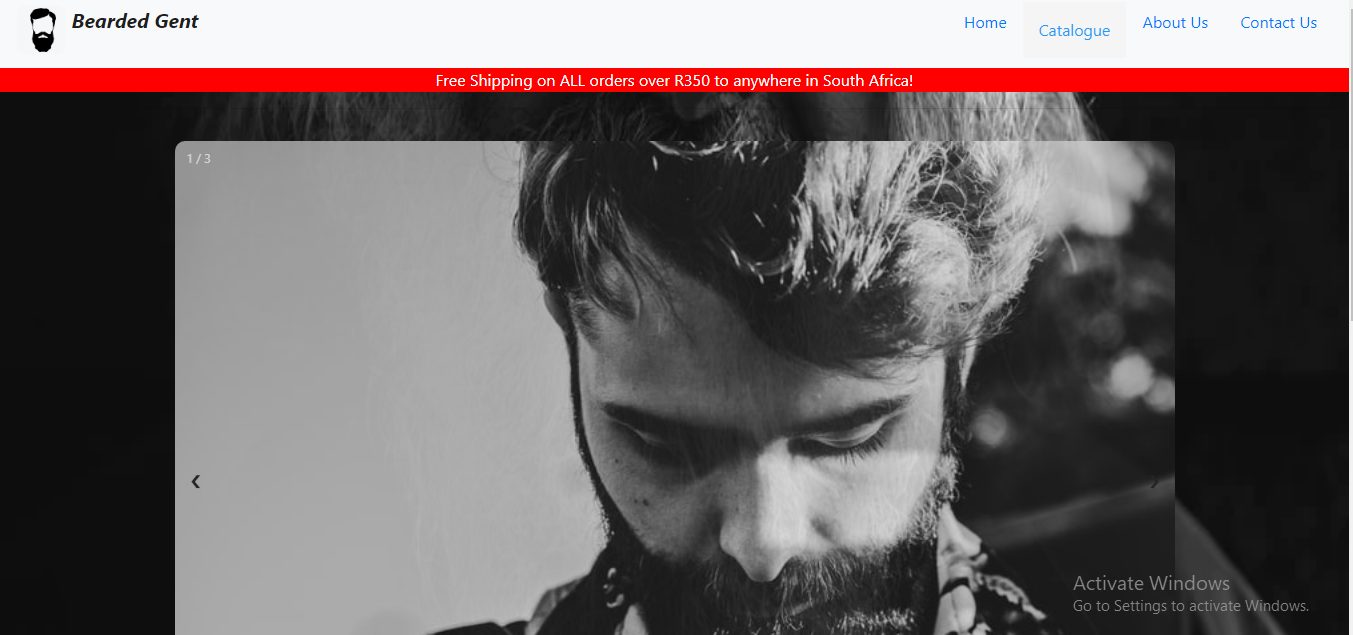 Bearded Gent
Home Catalogue About Us Contact Us
Free Shipping on ALL orders over R350 to anywhere in South Africa!
1 / 3
Activate Windows
Go to Settings to activate Windows.